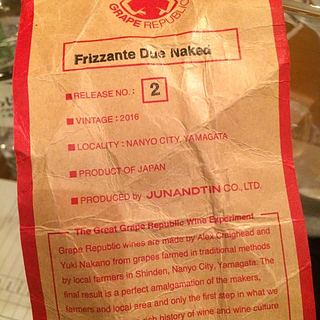 GRAPE REPUBLIC
Frizzante Due Naked
RELEASE NO.: 2
VINTAGE : 2016
LOCALITY : NANYO CITY, YAMAGATA
PRODUCT OF JAPAN
PRODUCED BY JUNANDTIN CO., LTD.
The Great Grape Republic Wine Experiment
Grape Republic wines are made by Alex Craighead and
Yuki Nakano from grapes farmed in traditional methods
by local farmers in Shinden, Nanyo City, Yamagata. The
final result is a perfect amalgamation of the makers,
farmers and local area and only the first step in what we
rich history of wine and wine culture